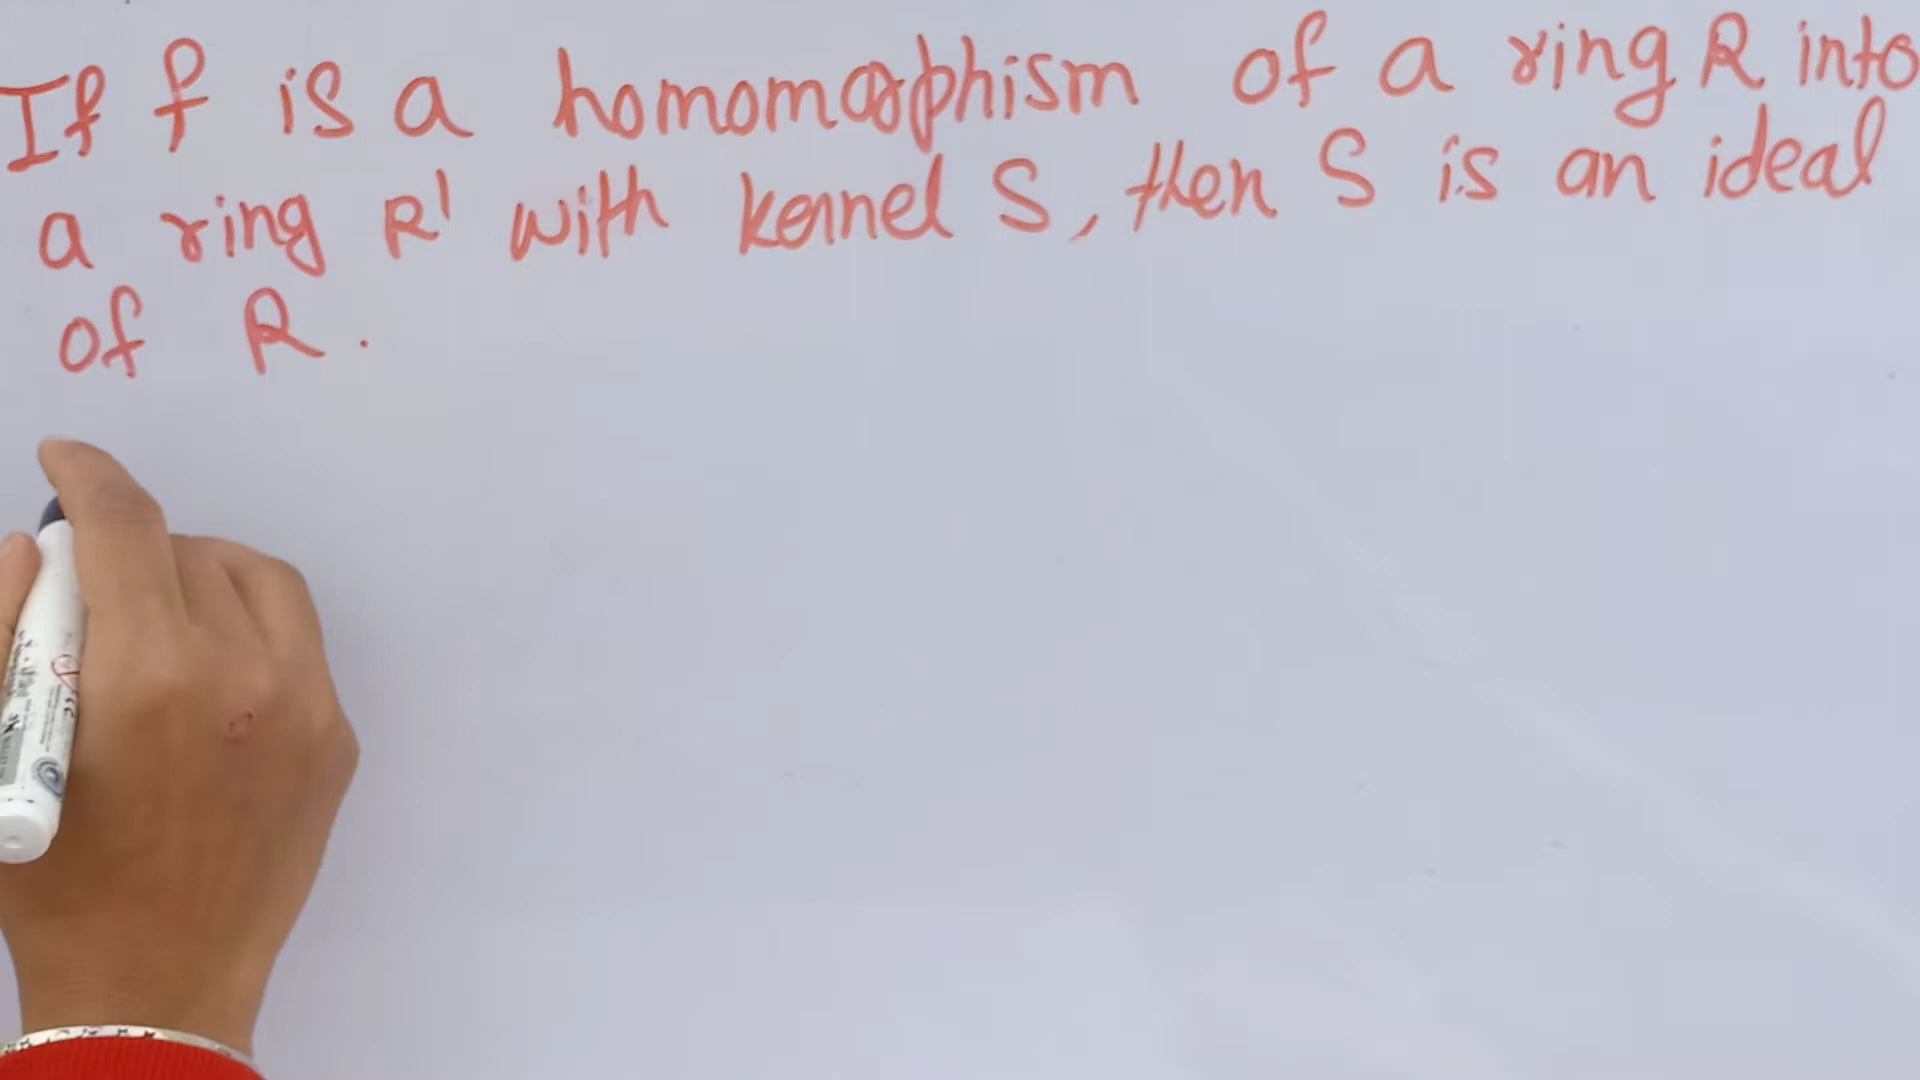 If f is a homomorphism of a ring R into
a ring R' with kernel S, then S is an ideal
of R.